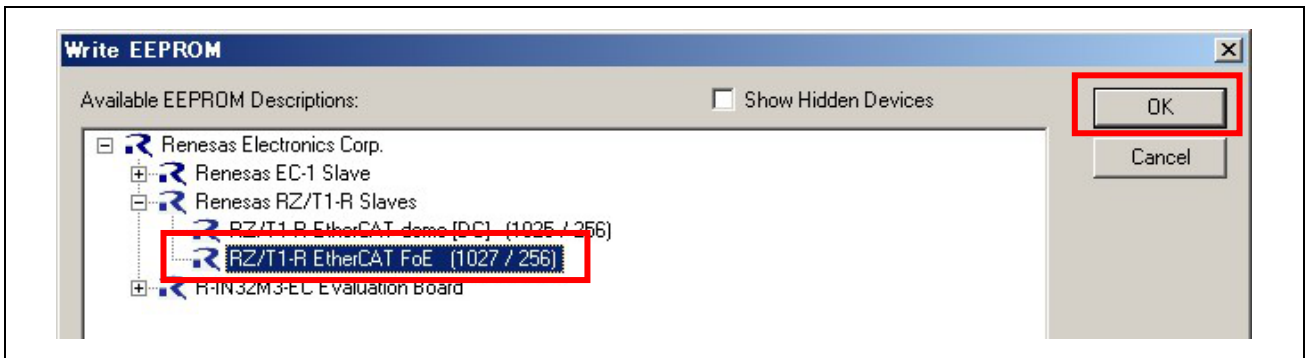 Write EEPROM
Available EEPROM Descriptions:
Show Hidden Devices
OK
Renesas Electronics Corp.
Cancel
Renesas EC-1 Slave
Renesas RZ/T1-R Slaves
RZ/T1-R EtherCAT demo [DC] (1025 / 256)
RZ/T1-R EtherCAT FoE (1027 / 256)
R-IN32M3-EC Evaluation Board